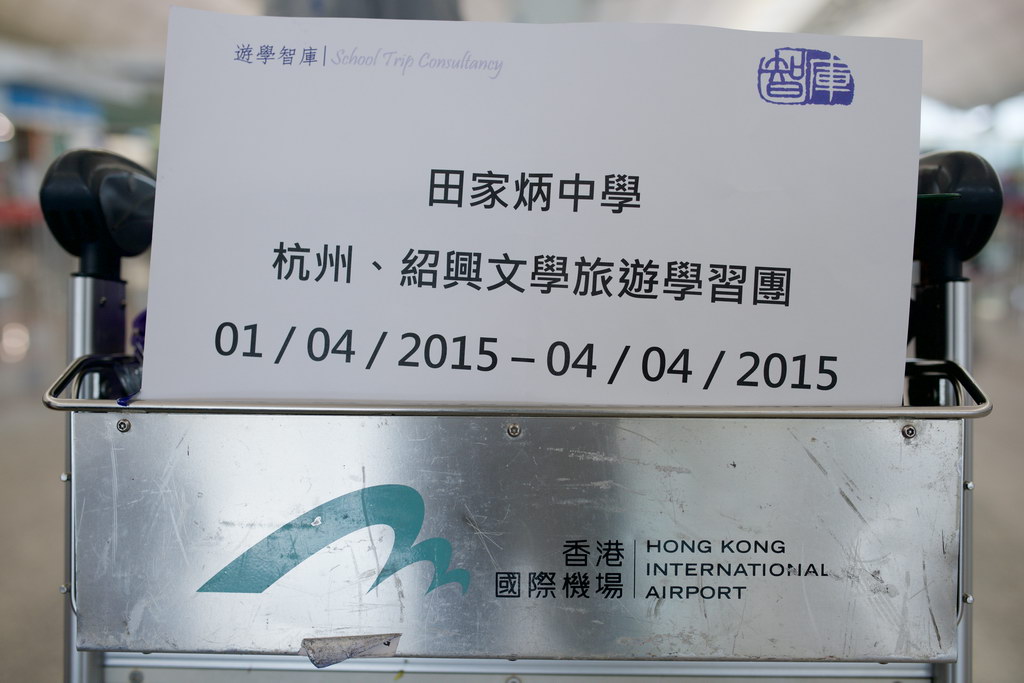 遊學智庫 | School Trip Consultancy
智庫
田家炳中學
杭州、紹興文學旅遊學習團
01 / 04 / 2015 – 04 / 04 / 2015
香港
國際機場
HONG KONG
INTERNATIONAL
AIRPORT